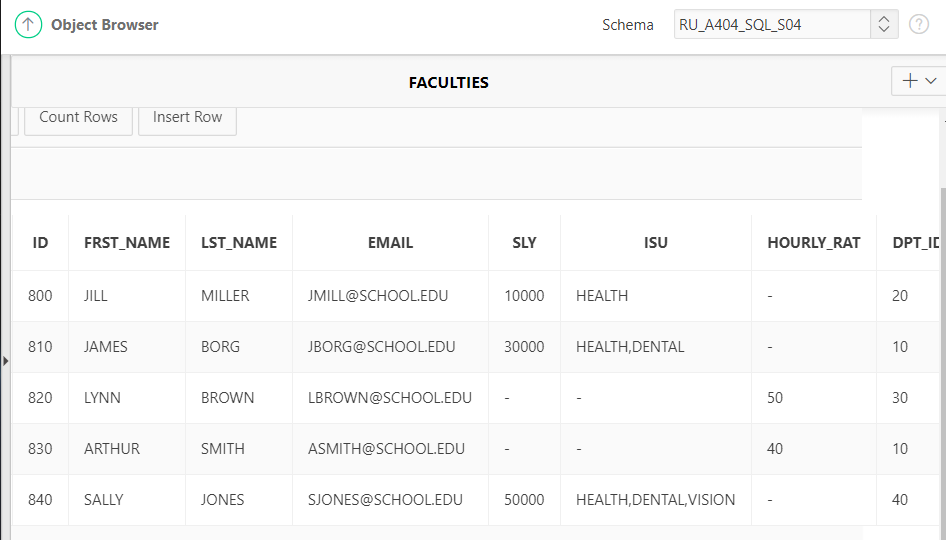 Object Browser Schema RU_A404_SQL_S04 ?
FACULTIES
Count Rows Insert Row
ID FRST_NAME LST_NAME EMAIL SLY ISU HOURLY_RAT DPT_ID
800 JILL MILLER JMILL@SCHOOL.EDU 10000 HEALTH - 20
810 JAMES BORG JBORG@SCHOOL.EDU 30000 HEALTH,DENTAL - 10
820 LYNN BROWN LBROWN@SCHOOL.EDU - - 50 30
830 ARTHUR SMITH ASMITH@SCHOOL.EDU - - 40 10
840 SALLY JONES SJONES@SCHOOL.EDU 50000 HEALTH,DENTAL,VISION - 40